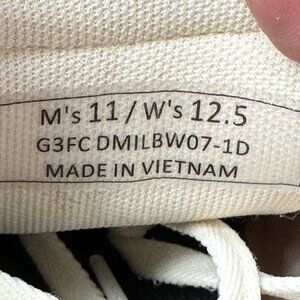 M's 11 / W's 12.5
G3FC DMILBW07-1D
MADE IN VIETNAM